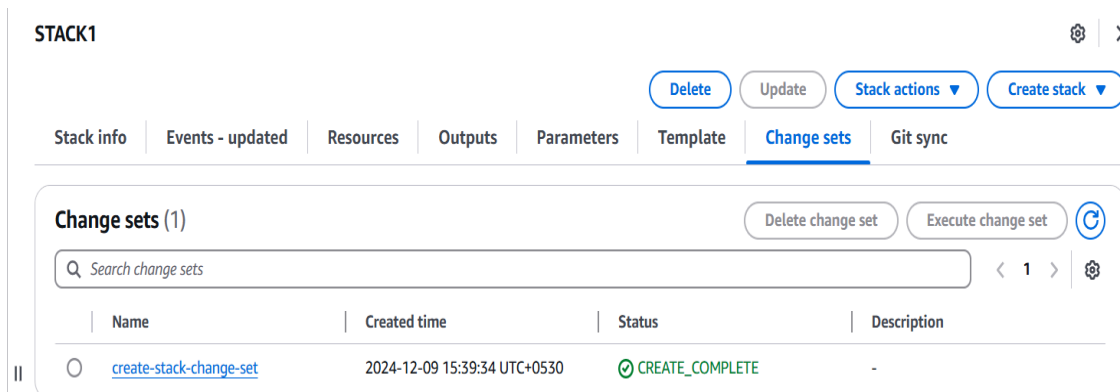 STACK1
Delete Update Stack actions Create stack
Stack info Events - updated Resources Outputs Parameters Template Change sets Git sync
Change sets (1) Delete change set Execute change set
Search change sets 1
Name Created time Status Description
create-stack-change-set 2024-12-09 15:39:34 UTC+0530 CREATE_COMPLETE -